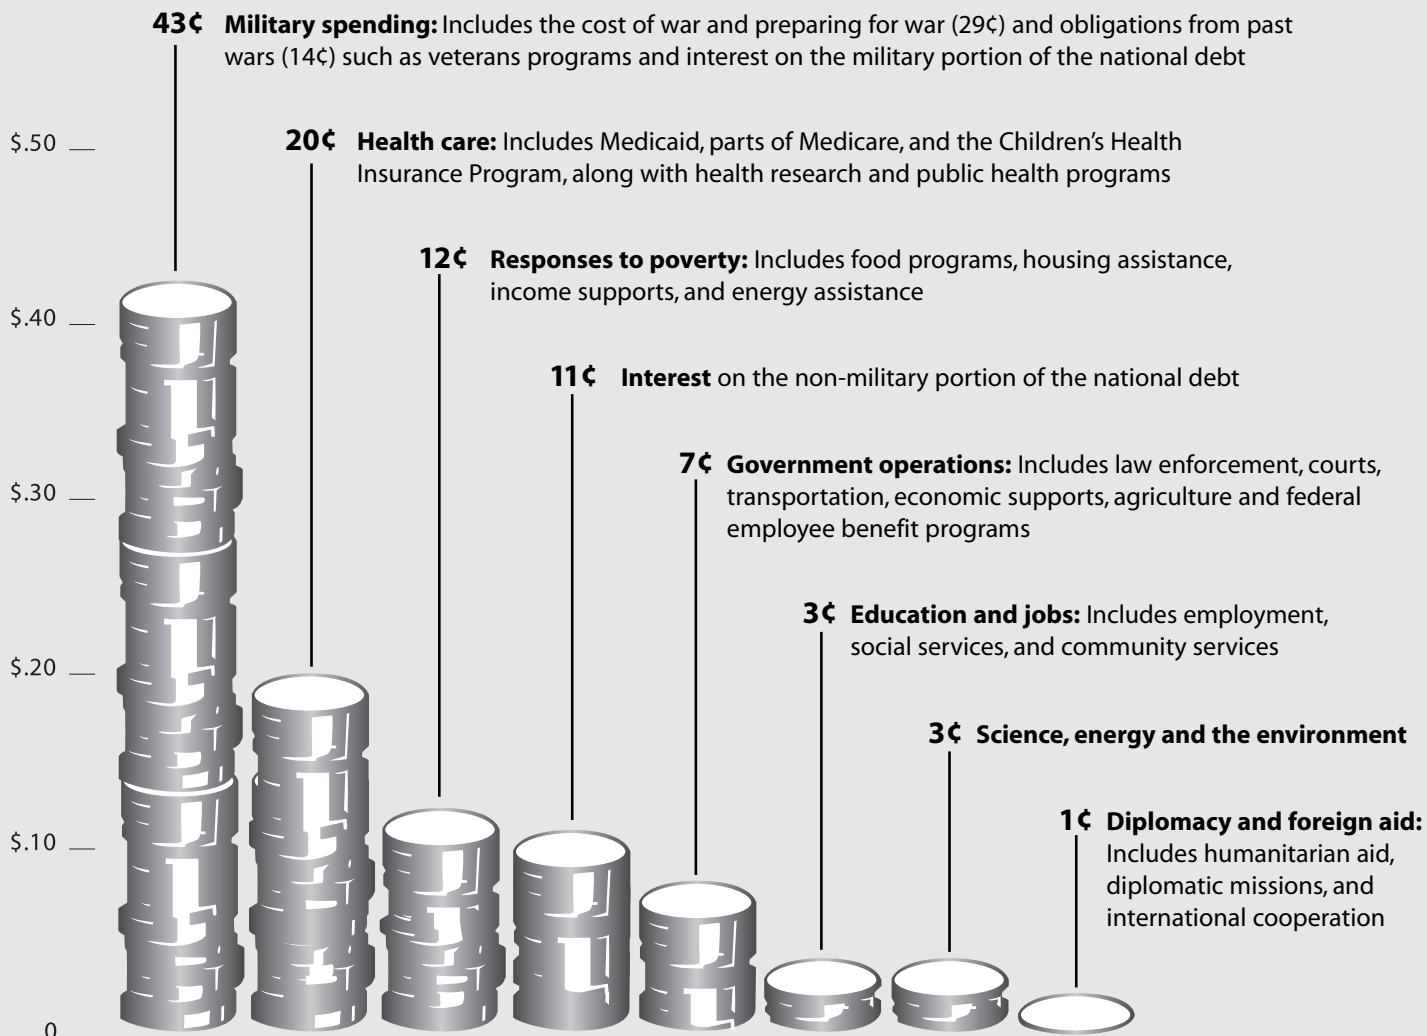 43¢ Military spending: Includes the cost of war and preparing for war (29¢) and obligations from past
wars (14¢) such as veterans programs and interest on the military portion of the national debt
$.50
20¢ Health care: Includes Medicaid, parts of Medicare, and the Children’s Health
Insurance Program, along with health research and public health programs
12¢ Responses to poverty: Includes food programs, housing assistance,
income supports, and energy assistance
$.40
11¢ Interest on the non-military portion of the national debt
7¢ Government operations: Includes law enforcement, courts,
transportation, economic supports, agriculture and federal
employee benefit programs
$.30
3¢ Education and jobs: Includes employment,
social services, and community services
$.20
3¢ Science, energy and the environment
1¢ Diplomacy and foreign aid:
Includes humanitarian aid,
diplomatic missions, and
international cooperation
$.10
0